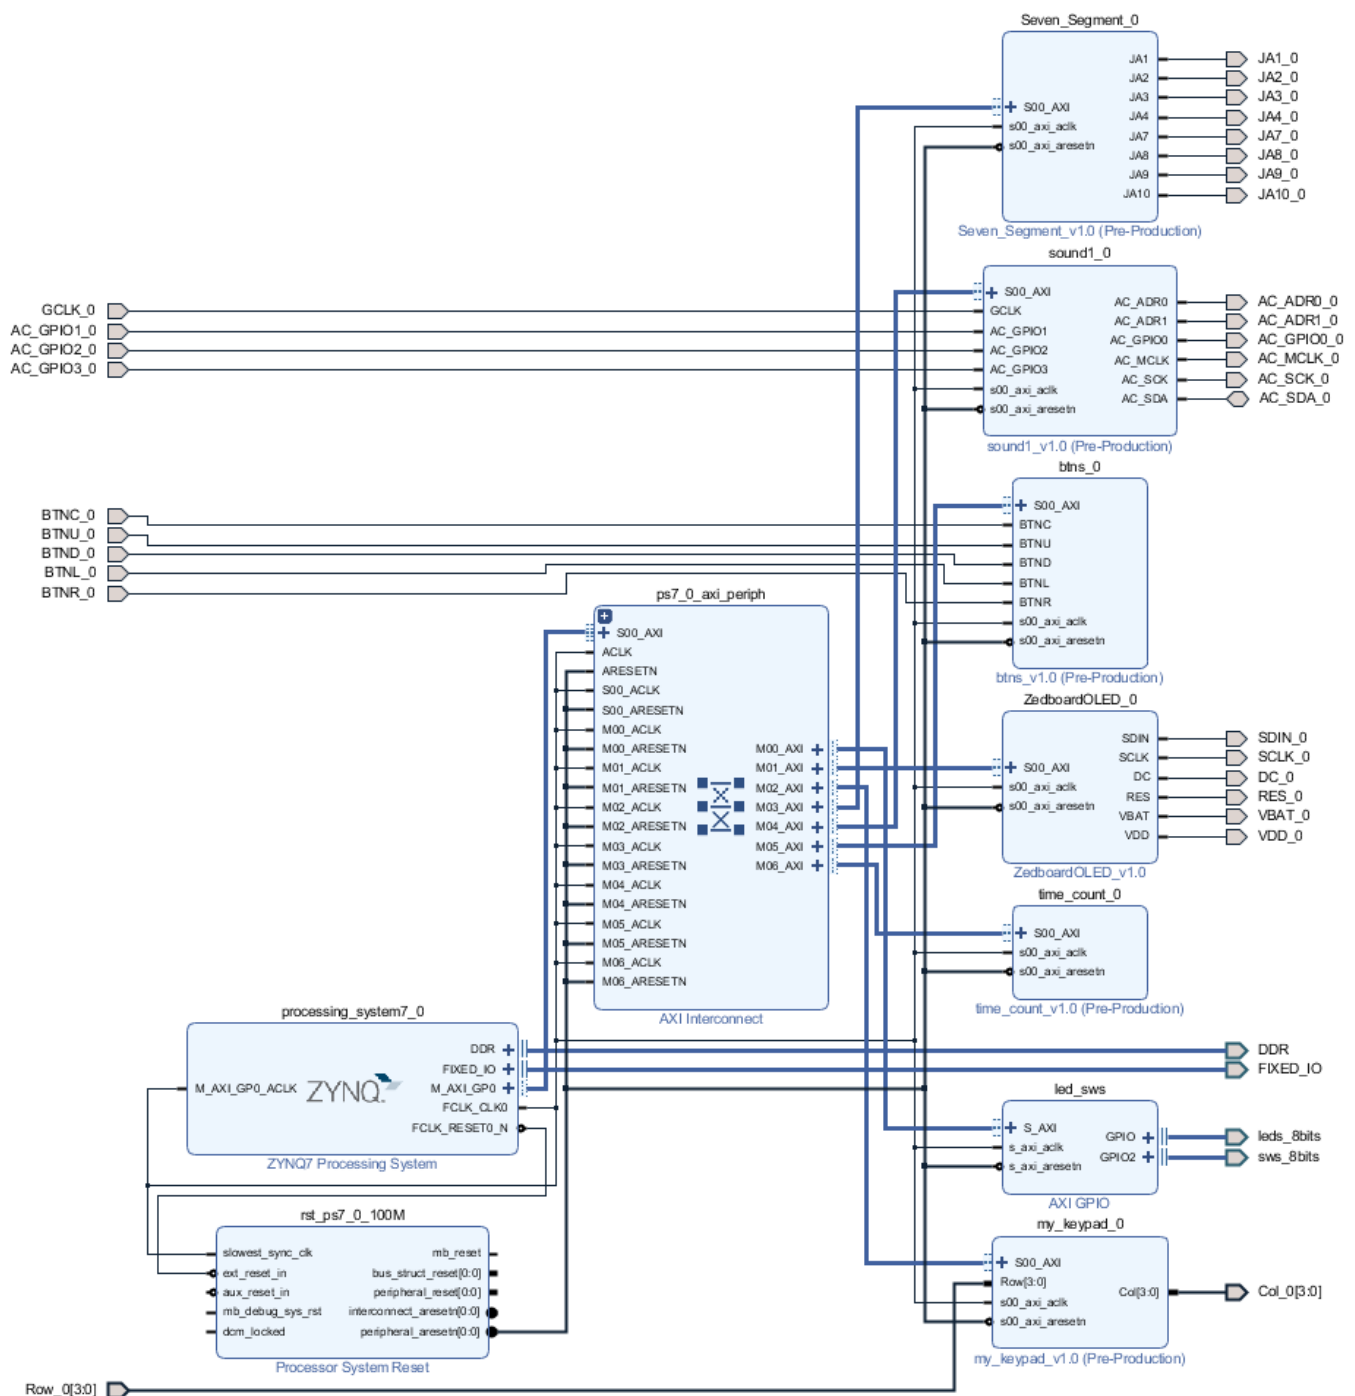 Seven_Segment_0
S00_AXI
s00_axi_aclk
s00_axi_aresetn
JA1
JA2
JA3
JA4
JA7
JA8
JA9
JA10
JA1_0
JA2_0
JA3_0
JA4_0
JA7_0
JA8_0
JA9_0
JA10_0
Seven_Segment_v1.0 (Pre-Production)
GCLK_0
AC_GPIO1_0
AC_GPIO2_0
AC_GPIO3_0
sound1_0
S00_AXI
GCLK
AC_GPIO1
AC_GPIO2
AC_GPIO3
s00_axi_aclk
s00_axi_aresetn
AC_ADR0
AC_ADR1
AC_GPIO0
AC_MCLK
AC_SCK
AC_SDA
AC_ADR0_0
AC_ADR1_0
AC_GPIO0_0
AC_MCLK_0
AC_SCK_0
AC_SDA_0
sound1_v1.0 (Pre-Production)
BTNC_0
BTNU_0
BTND_0
BTNL_0
BTNR_0
btns_0
S00_AXI
BTNC
BTNU
BTND
BTNL
BTNR
s00_axi_aclk
s00_axi_aresetn
btns_v1.0 (Pre-Production)
ps7_0_axi_periph
S00_AXI
ACLK
ARESETN
S00_ACLK
S00_ARESETN
M00_ACLK
M00_ARESETN
M01_ACLK
M01_ARESETN
M02_ACLK
M02_ARESETN
M03_ACLK
M03_ARESETN
M04_ACLK
M04_ARESETN
M05_ACLK
M05_ARESETN
M06_ACLK
M06_ARESETN
M00_AXI
M01_AXI
M02_AXI
M03_AXI
M04_AXI
M05_AXI
M06_AXI
AXI Interconnect
ZedboardOLED_0
S00_AXI
s00_axi_aclk
s00_axi_aresetn
SDIN
SCLK
DC
RES
VBAT
VDD
SDIN_0
SCLK_0
DC_0
RES_0
VBAT_0
VDD_0
ZedboardOLED_v1.0
time_count_0
S00_AXI
s00_axi_aclk
s00_axi_aresetn
time_count_v1.0 (Pre-Production)
processing_system7_0
M_AXI_GP0_ACLK
ZYNQ
DDR
FIXED_IO
M_AXI_GP0
FCLK_CLK0
FCLK_RESET0_N
ZYNQ7 Processing System
DDR
FIXED_IO
led_sws
S_AXI
s_axi_aclk
s_axi_aresetn
GPIO
GPIO2
leds_8bits
sws_8bits
AXI GPIO
rst_ps7_0_100M
slowest_sync_clk
ext_reset_in
aux_reset_in
mb_debug_sys_rst
dcm_locked
mb_reset
bus_struct_reset[0:0]
peripheral_reset[0:0]
interconnect_aresetn[0:0]
peripheral_aresetn[0:0]
Processor System Reset
my_keypad_0
S00_AXI
Row[3:0]
s00_axi_aclk
s00_axi_aresetn
Col[3:0]
Col_0[3:0]
my_keypad_v1.0 (Pre-Production)
Row_0[3:0]